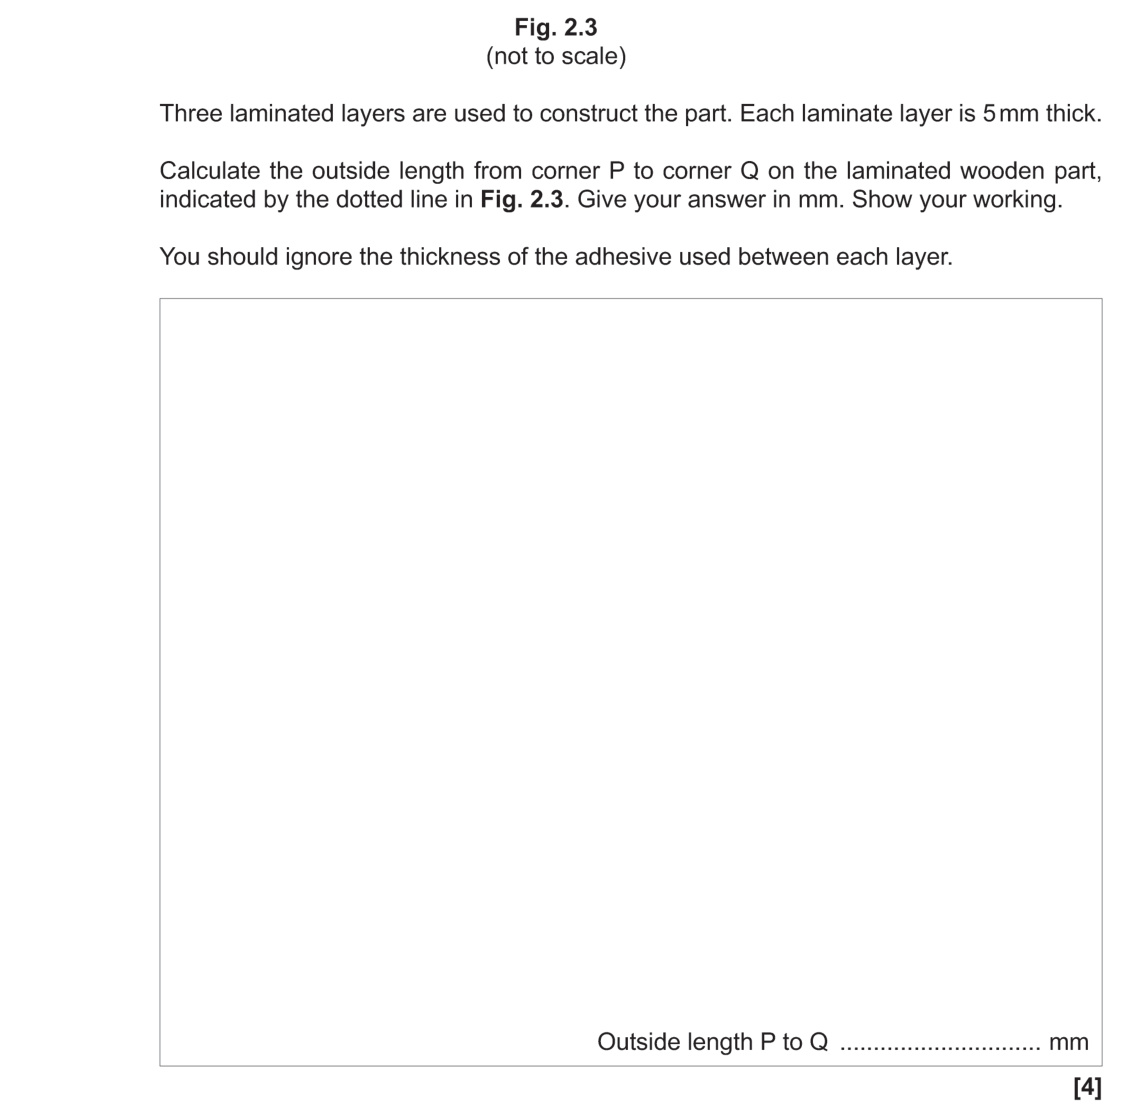 Fig. 2.3
(not to scale)
Three laminated layers are used to construct the part. Each laminate layer is 5 mm thick.
Calculate the outside length from corner P to corner Q on the laminated wooden part,
indicated by the dotted line in Fig. 2.3. Give your answer in mm. Show your working.
You should ignore the thickness of the adhesive used between each layer.
Outside length P to Q .............................. mm
[4]